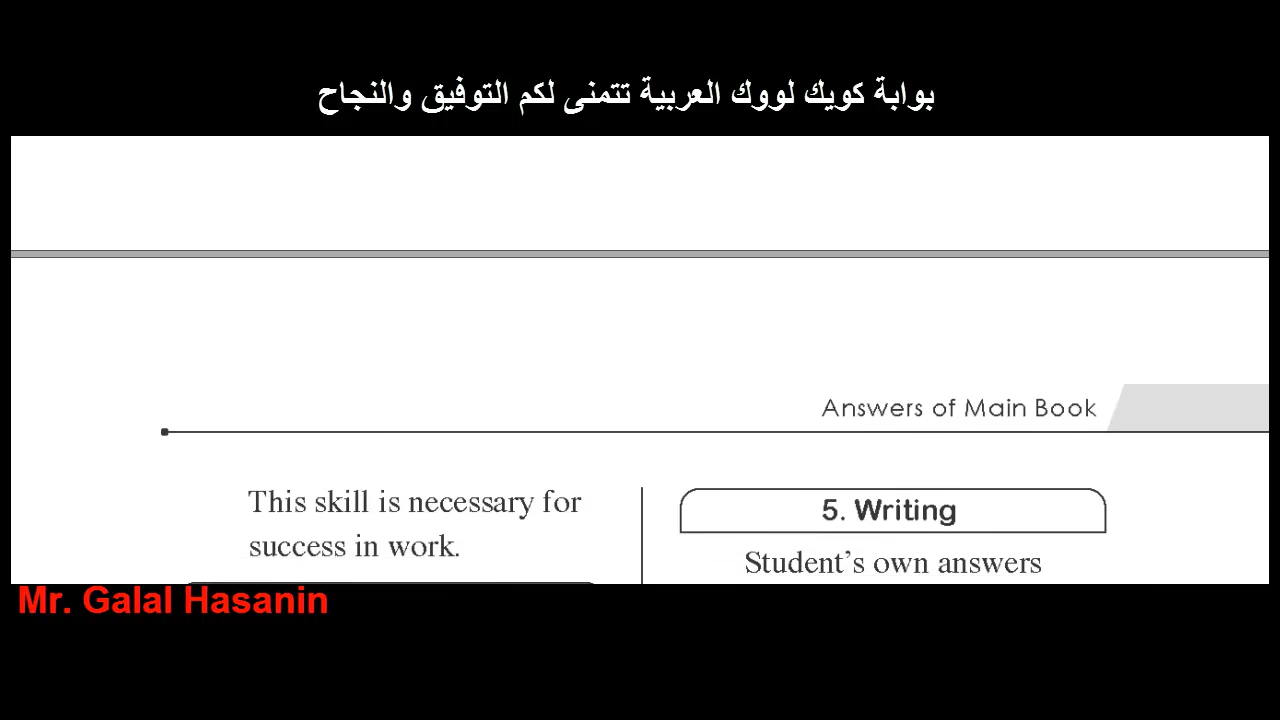 بوابة كويك لووك العربية تتمنى لكم التوفيق والنجاح
Answers of Main Book
This skill is necessary for
success in work.
5. Writing
Student's own answers
Mr. Galal Hasanin